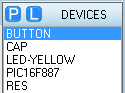 P L DEVICES
BUTTON
CAP
LED-YELLOW
PIC16F887
RES